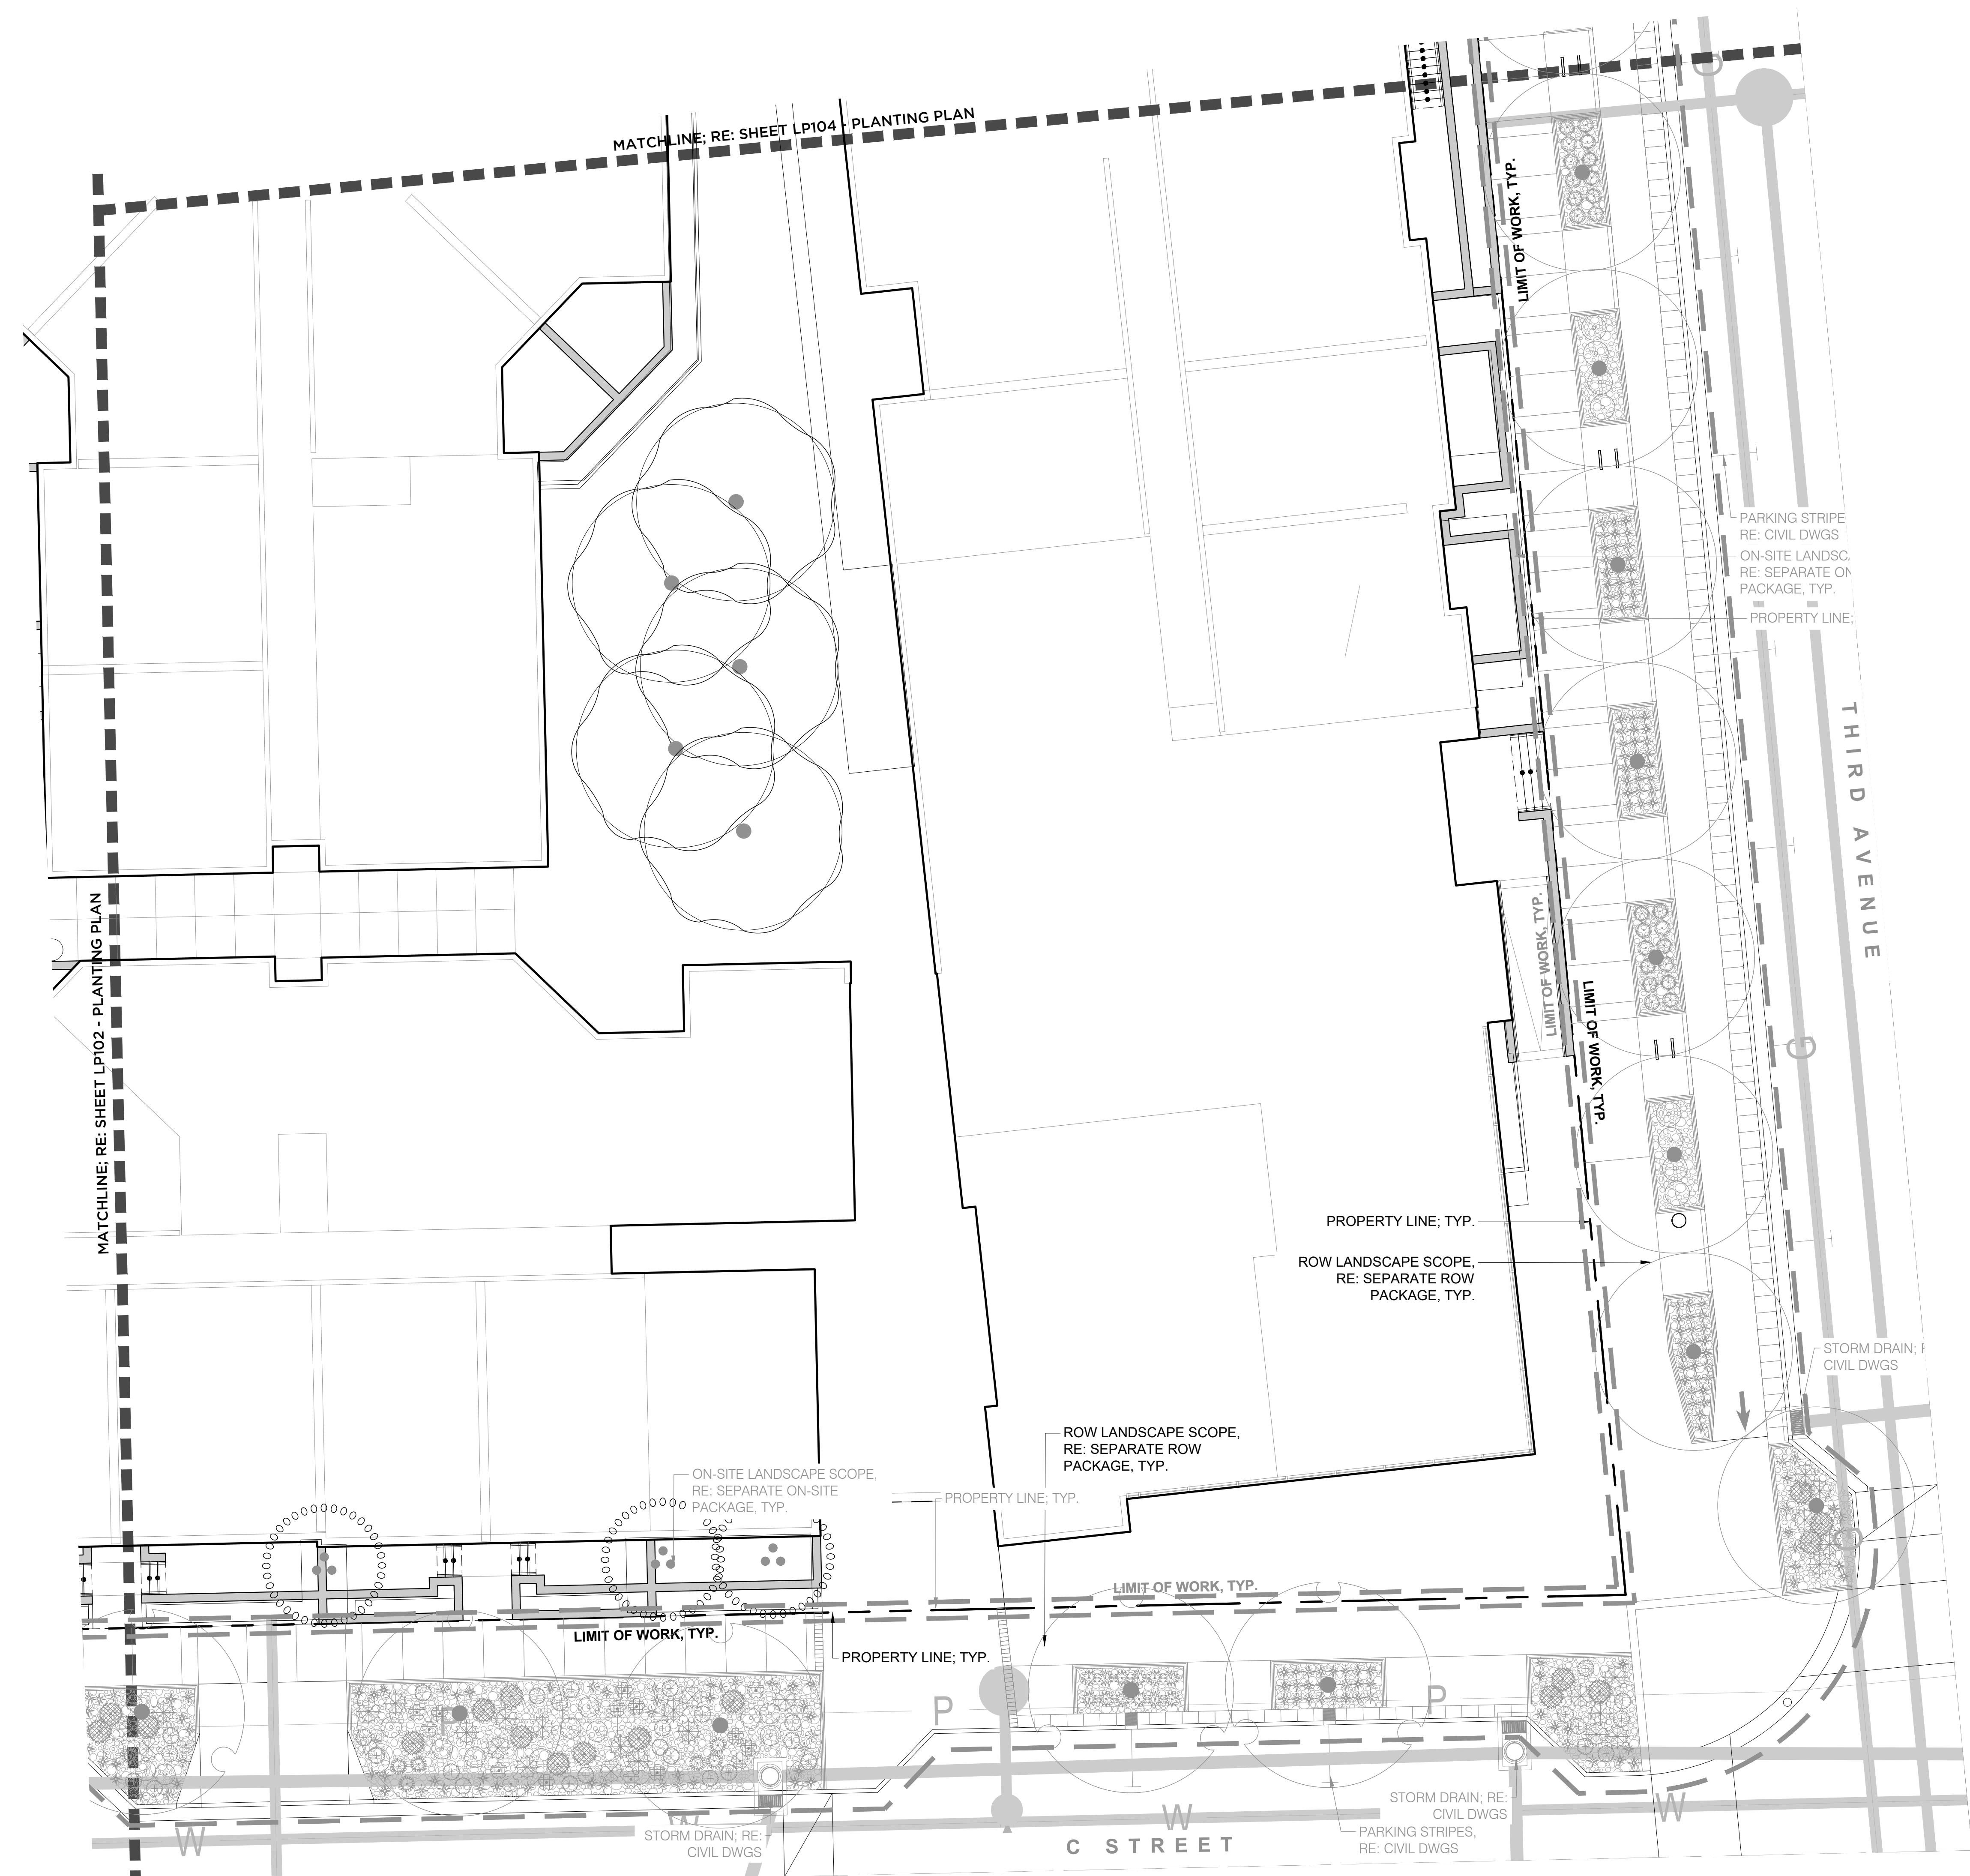 MATCHLINE; RE: SHEET LP104 - PLANTING PLAN
G
LIMIT OF WORK, TYP.
PARKING STRIPE
RE: CIVIL DWGS
ON-SITE LANDSC
RE: SEPARATE ON
PACKAGE, TYP.
PROPERTY LINE;
THIRD AVENUE
MATCHLINE; RE: SHEET LP102 - PLANTING PLAN
LIMIT OF WORK, TYP.
LIMIT OF WORK, TYP.
G
PROPERTY LINE; TYP.
ROW LANDSCAPE SCOPE,
RE: SEPARATE ROW
PACKAGE, TYP.
STORM DRAIN; R
CIVIL DWGS
ROW LANDSCAPE SCOPE,
RE: SEPARATE ROW
PACKAGE, TYP.
ON-SITE LANDSCAPE SCOPE,
RE: SEPARATE ON-SITE
PACKAGE, TYP.
PROPERTY LINE; TYP.
G
LIMIT OF WORK, TYP.
LIMIT OF WORK, TYP.
PROPERTY LINE; TYP.
P
P
P
STORM DRAIN; RE:
CIVIL DWGS
W
W
W
W
STORM DRAIN; RE:
CIVIL DWGS
PARKING STRIPES,
RE: CIVIL DWGS
C STREET